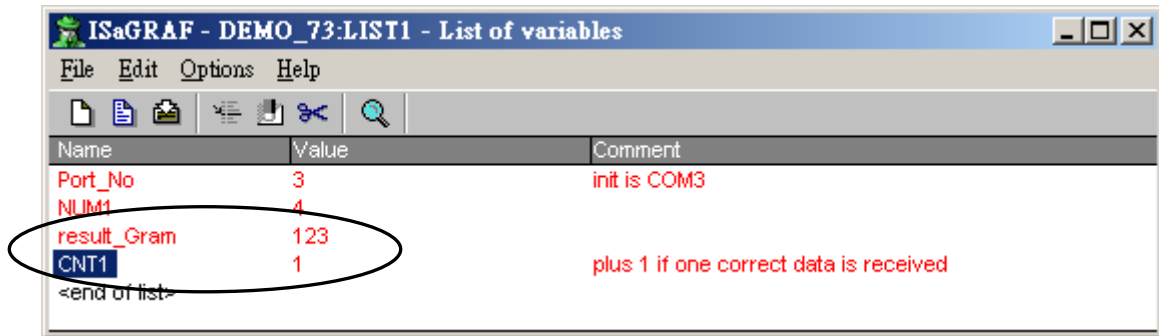 ISaGRAF - DEMO_73:LIST1 - List of variables
File Edit Options Help
Name Value Comment
Port_No 3 init is COM3
NUM1 4
result_Gram 123
CNT1 1 plus 1 if one correct data is received
<end of list>